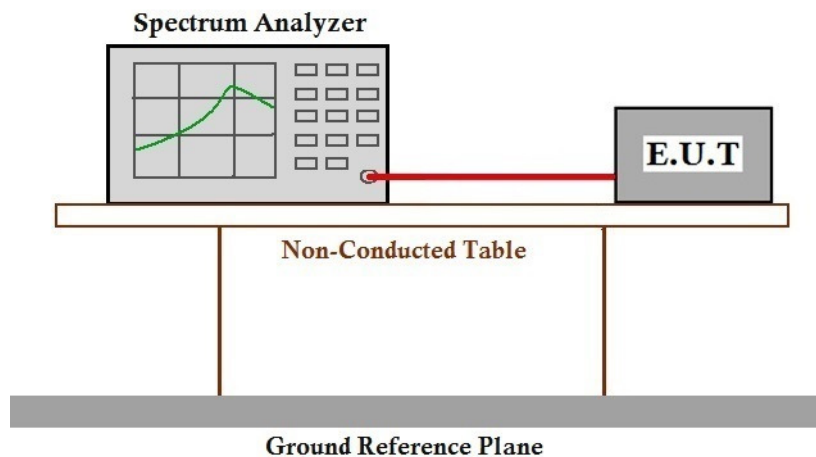 Spectrum Analyzer
E.U.T
Non-Conducted Table
Ground Reference Plane